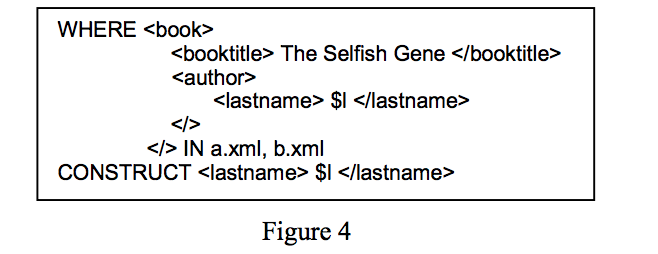 WHERE <book>
<booktitle> The Selfish Gene </booktitle>
<author>
<lastname> $l </lastname>
</>
</> IN a.xml, b.xml
CONSTRUCT <lastname> $l </lastname>
Figure 4